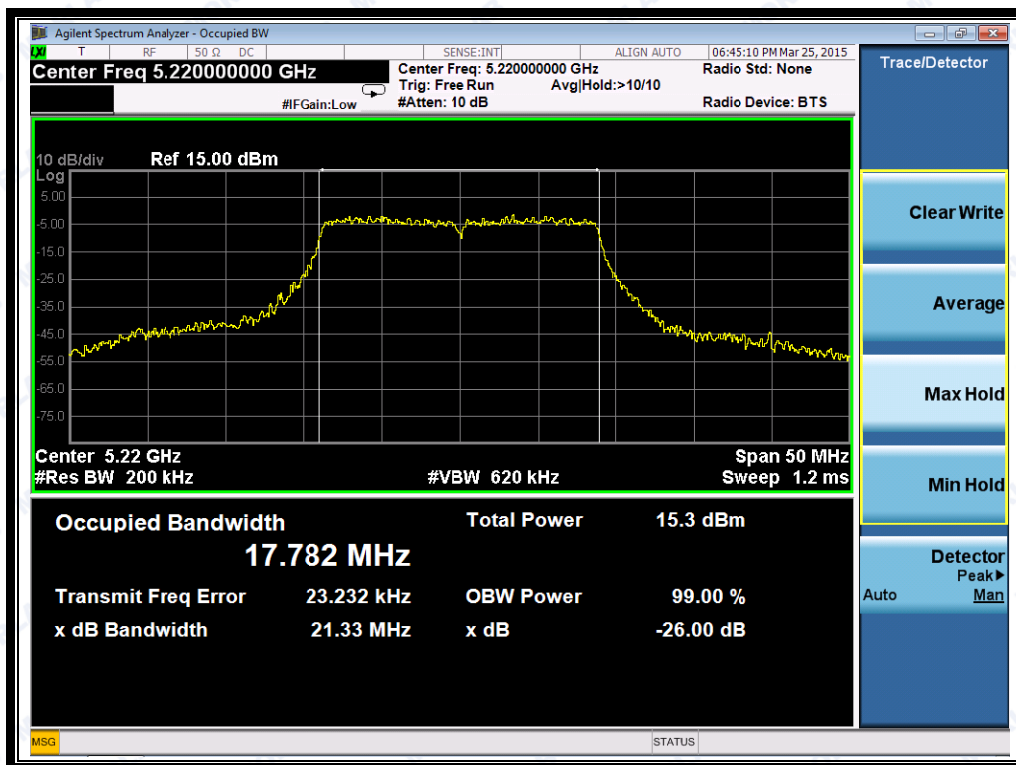 Agilent Spectrum Analyzer - Occupied BW
LXI T RF 50 Ω DC SENSE:INT ALIGN AUTO 06:45:10 PM Mar 25, 2015
Center Freq 5.220000000 GHz
Center Freq: 5.220000000 GHz Radio Std: None
Trig: Free Run Avg|Hold:>10/10
#IFGain:Low #Atten: 10 dB Radio Device: BTS
Trace/Detector
10 dB/div Ref 15.00 dBm
Log
5.00
-5.00
-15.0
-25.0
-35.0
-45.0
-55.0
-65.0
-75.0
Center 5.22 GHz Span 50 MHz
#Res BW 200 kHz #VBW 620 kHz Sweep 1.2 ms
Occupied Bandwidth Total Power 15.3 dBm
17.782 MHz
Transmit Freq Error 23.232 kHz OBW Power 99.00 %
x dB Bandwidth 21.33 MHz x dB -26.00 dB
Clear Write
Average
Max Hold
Min Hold
Detector
Peak▶
Auto Man
MSG STATUS